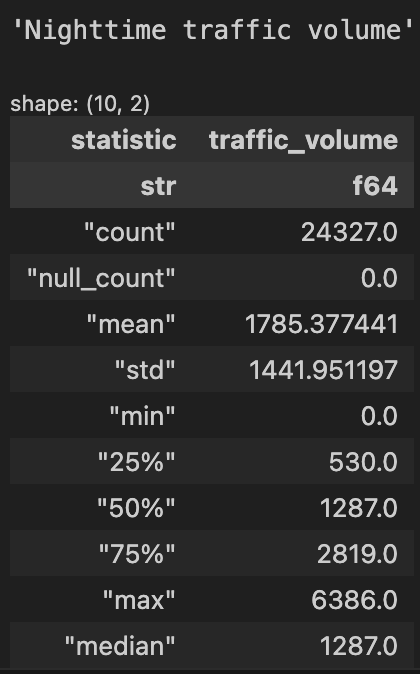 'Nighttime traffic volume'
shape: (10, 2)
statistic traffic_volume
str f64
"count" 24327.0
"null_count" 0.0
"mean" 1785.377441
"std" 1441.951197
"min" 0.0
"25%" 530.0
"50%" 1287.0
"75%" 2819.0
"max" 6386.0
"median" 1287.0